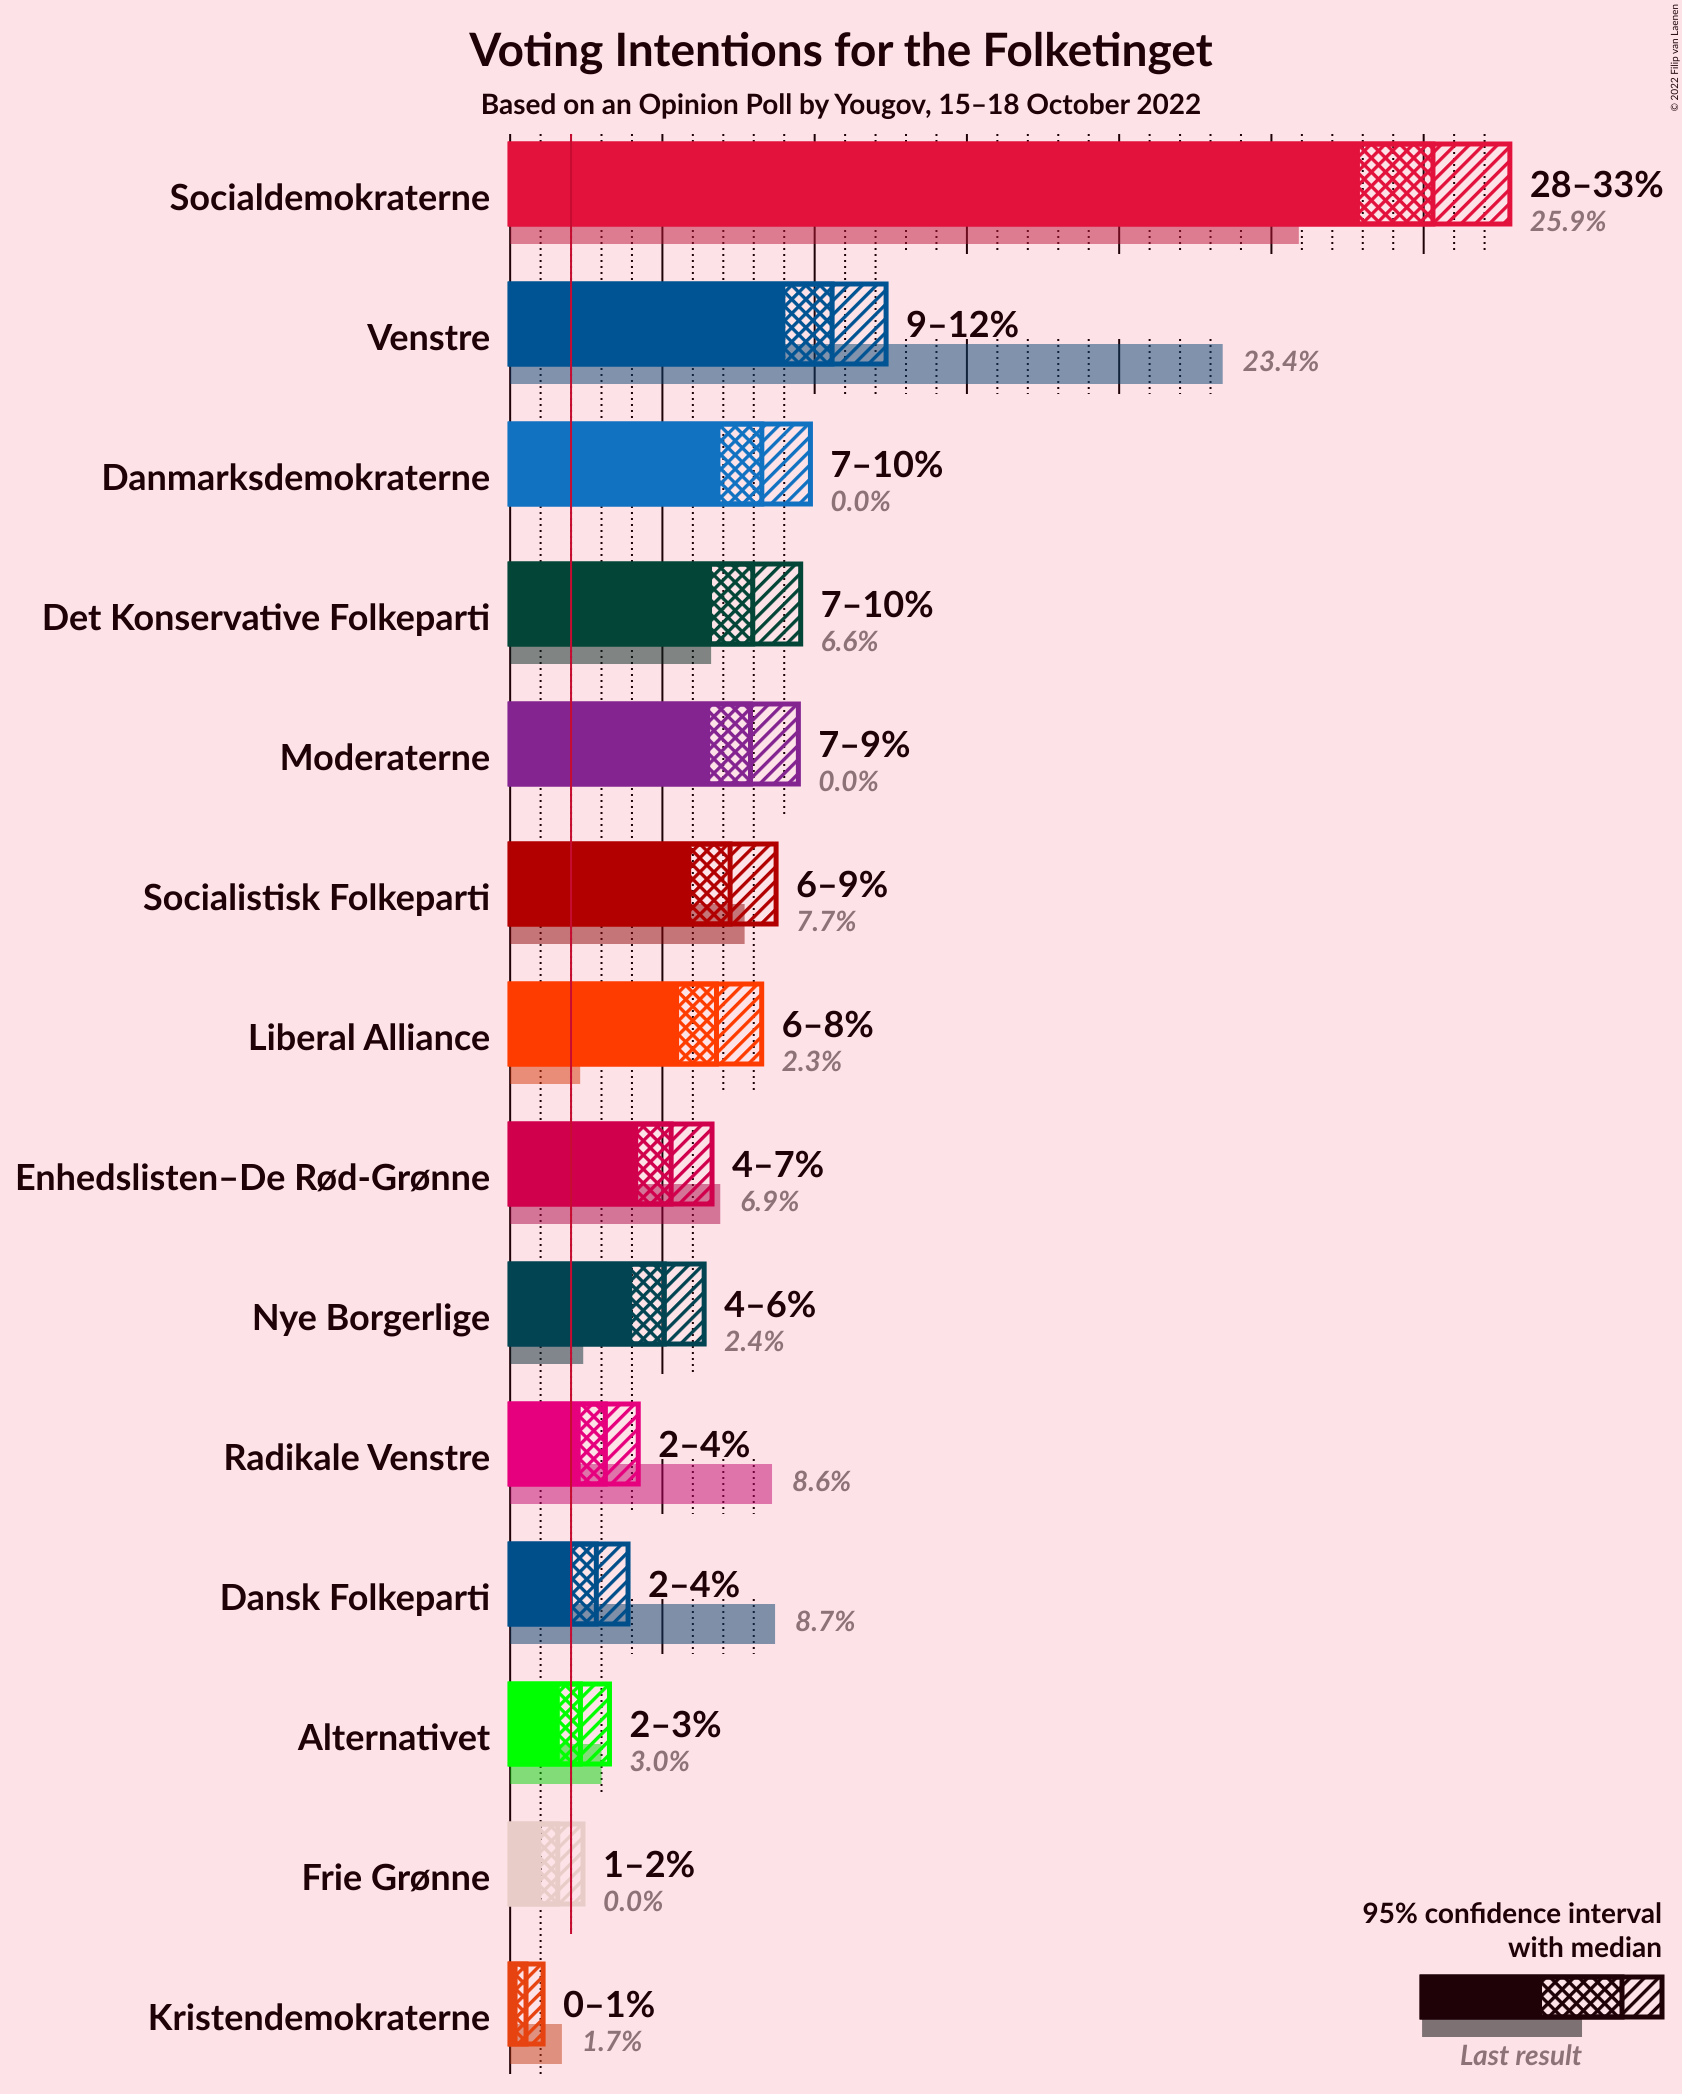 Voting Intentions for the Folketinget
Based on an Opinion Poll by Yougov, 15–18 October 2022
© 2022 Filip van Laenen
Socialdemokraterne
28–33%
25.9%
Venstre
9–12%
23.4%
Danmarksdemokraterne
7–10%
0.0%
Det Konservative Folkeparti
7–10%
6.6%
Moderaterne
7–9%
0.0%
Socialistisk Folkeparti
6–9%
7.7%
Liberal Alliance
6–8%
2.3%
Enhedslisten–De Rød-Grønne
4–7%
6.9%
Nye Borgerlige
4–6%
2.4%
Radikale Venstre
2–4%
8.6%
Dansk Folkeparti
2–4%
8.7%
Alternativet
2–3%
3.0%
Frie Grønne
1–2%
0.0%
Kristendemokraterne
0–1%
1.7%
95% confidence interval
with median
Last result